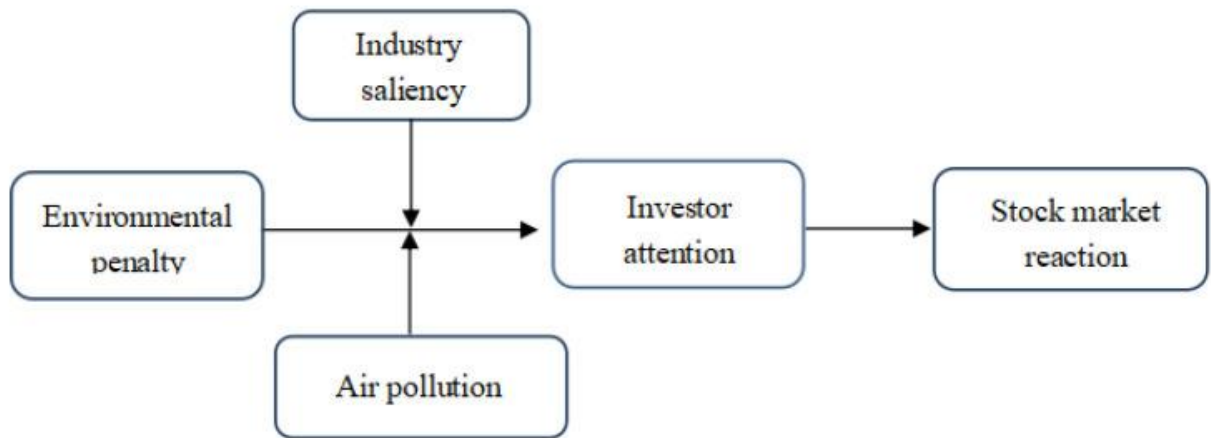 Industry
saliency
Environmental
penalty
Investor
attention
Stock market
reaction
Air pollution